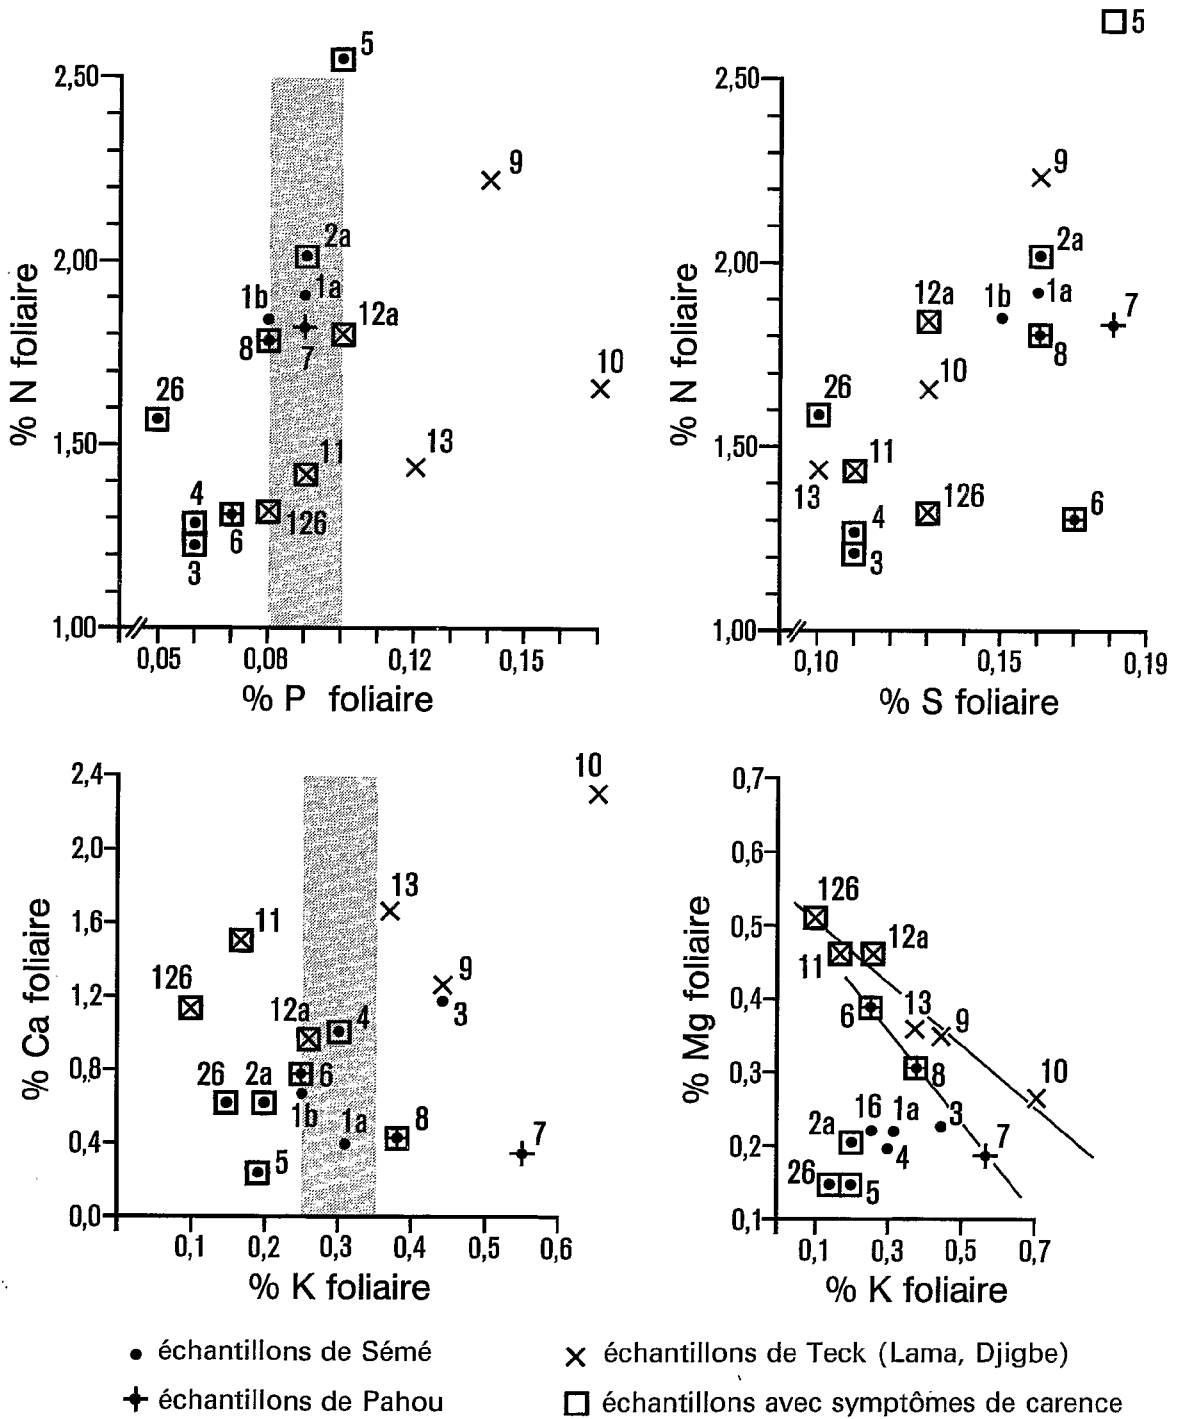 5
2,50
9
2a
2,00
1b
1a
12a
8
7
10
26
1,50
11
13
4
126
6
3
1,00
0,05 0,08 0,12 0,15
% N foliaire
% P foliaire
5
2,50
9
2a
2,00
12a
1b
1a
7
8
10
26
1,50
11
13
126
6
4
3
1,00
0,10 0,15 0,19
% N foliaire
% S foliaire
10
2,4
2,0
13
1,6
11
126
9
1,2
3
12a
4
0,8
26 2a
6
1b
1a
8
7
0,4
5
0,0
0,1 0,2 0,3 0,4 0,5 0,6
% Ca foliaire
% K foliaire
0,7
0,6
126
0,5
12a
11
0,4
6
13
9
0,3
8
10
16 1a
3
2a
4
7
0,2
26
5
0,1
0,1 0,3 0,5 0,7
% Mg foliaire
% K foliaire
échantillons de Sémé
échantillons de Teck (Lama, Djigbe)
échantillons de Pahou
échantillons avec symptômes de carence